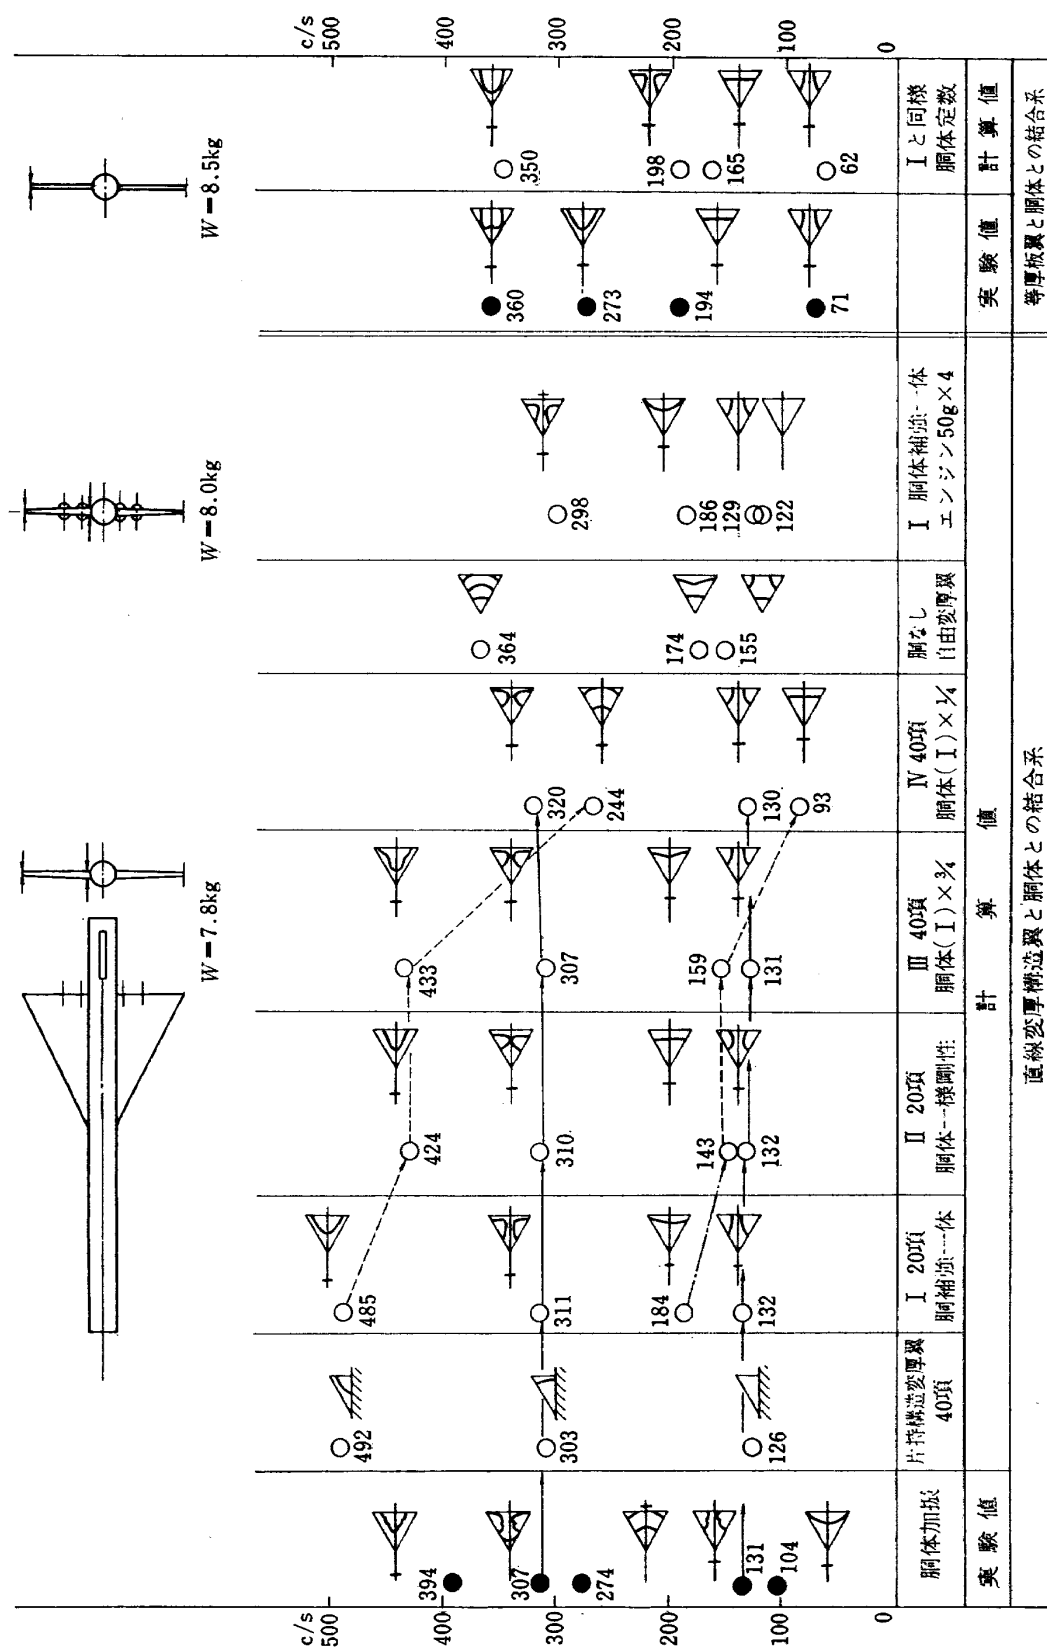 W=7.8kg
W=8.0kg
W=8.5kg
c/s
500
400
300
200
100
0
394
307
274
131
104
492
303
126
485
311
184
132
424
310
143
132
433
307
159
131
320
244
130
93
364
174
155
298
186
129
122
360
273
194
71
350
198
165
62
c/s
500
400
300
200
100
0
胴体加振
片持構造変厚翼
40項
I 20項
胴補強一体
II 20項
胴体一様剛性
III 40項
胴体(I)×3/4
IV 40項
胴体(I)×1/4
胴なし
自由変厚翼
I 胴体補強一体
エンジン50g×4
実験値
計算値
Iと同様
胴体定数
実験値
計算値
直線変厚構造翼と胴体との結合系
等厚板翼と胴体との結合系